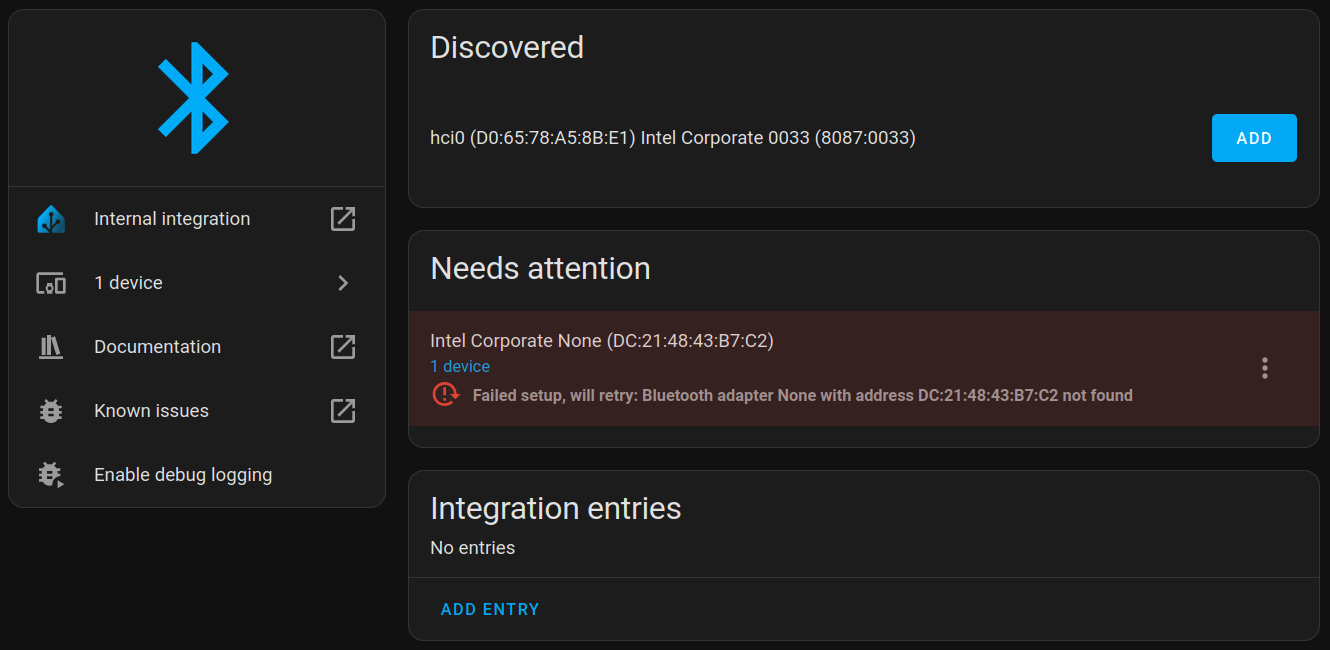 Internal integration
1 device
Documentation
Known issues
Enable debug logging
Discovered
hci0 (D0:65:78:A5:8B:E1) Intel Corporate 0033 (8087:0033)
ADD
Needs attention
Intel Corporate None (DC:21:48:43:B7:C2)
1 device
Failed setup, will retry: Bluetooth adapter None with address DC:21:48:43:B7:C2 not found
Integration entries
No entries
ADD ENTRY